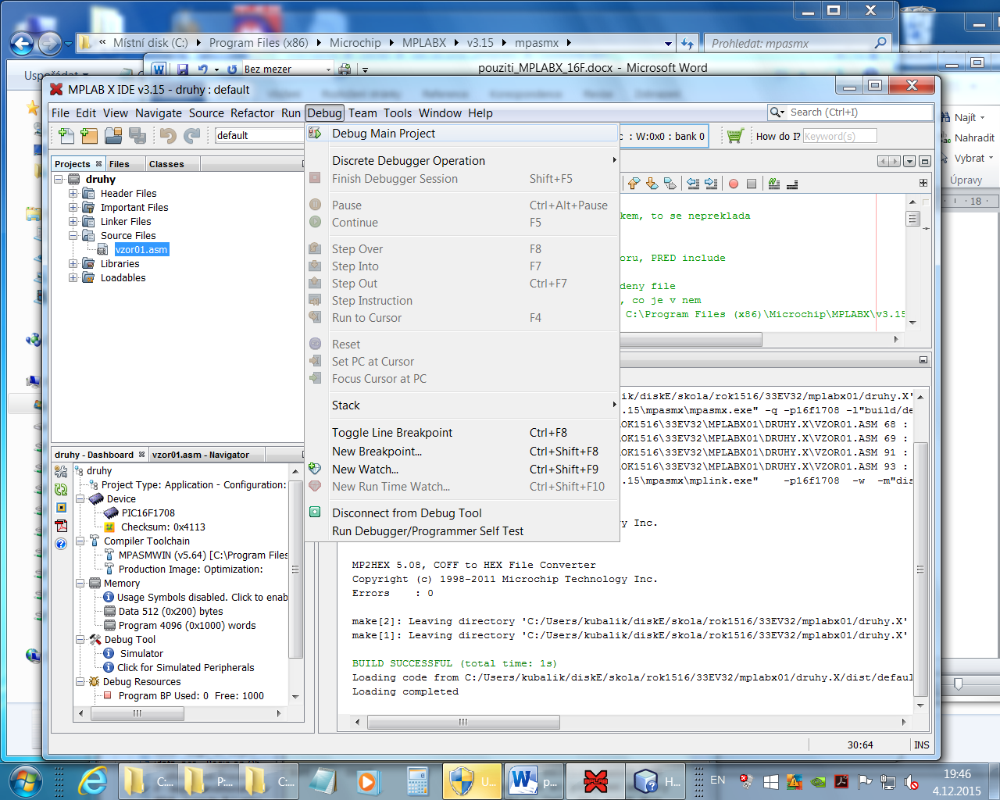 « Místní disk (C:) Program Files (x86) Microchip MPLABX v3.15 mpasmx
Prohledat: mpasmx
Bez mezer
pouziti_MPLABX_16F.docx - Microsoft Word
MPLAB X IDE v3.15 - druhy : default
File Edit View Navigate Source Refactor Run Debug Team Tools Window Help
Search (Ctrl+I)
default
c : W:0x0 : bank 0
How do I? Keyword(s)
Najít
Nahradit
Vybrat
Úpravy
18
Projects Files Classes
druhy
Header Files
Important Files
Linker Files
Source Files
vzor01.asm
Libraries
Loadables
Debug Main Project
Discrete Debugger Operation
Finish Debugger Session Shift+F5
Pause Ctrl+Alt+Pause
Continue F5
Step Over F8
Step Into F7
Step Out Ctrl+F7
Step Instruction
Run to Cursor F4
Reset
Set PC at Cursor
Focus Cursor at PC
Stack
Toggle Line Breakpoint Ctrl+F8
New Breakpoint... Ctrl+Shift+F8
New Watch... Ctrl+Shift+F9
New Run Time Watch... Ctrl+Shift+F10
Disconnect from Debug Tool
Run Debugger/Programmer Self Test
kem, to se nepreklada
oru, PRED include
deny file
, co je v nem
C:\Program Files (x86)\Microchip\MPLABX\v3.15
ik/diskE/skola/rok1516/33EV32/mplabx01/druhy.X'
.15\mpasmx\mpasmx.exe" -q -p16f1708 -l"build/de
OK1516\33EV32\MPLABX01\DRUHY.X\VZOR01.ASM 68 :
OK1516\33EV32\MPLABX01\DRUHY.X\VZOR01.ASM 69 :
OK1516\33EV32\MPLABX01\DRUHY.X\VZOR01.ASM 91 :
OK1516\33EV32\MPLABX01\DRUHY.X\VZOR01.ASM 93 :
.15\mpasmx\mplink.exe" -p16f1708 -w -m"dis
y Inc.
MP2HEX 5.08, COFF to HEX File Converter
Copyright (c) 1998-2011 Microchip Technology Inc.
Errors : 0
make[2]: Leaving directory 'C:/Users/kubalik/diskE/skola/rok1516/33EV32/mplabx01/druhy.X'
make[1]: Leaving directory 'C:/Users/kubalik/diskE/skola/rok1516/33EV32/mplabx01/druhy.X'
BUILD SUCCESSFUL (total time: 1s)
Loading code from C:/Users/kubalik/diskE/skola/rok1516/33EV32/mplabx01/druhy.X/dist/defaul
Loading completed
druhy - Dashboard vzor01.asm - Navigator
druhy
Project Type: Application - Configuration:
Device
PIC16F1708
Checksum: 0x4113
Compiler Toolchain
MPASMWIN (v5.64) [C:\Program Files
Production Image: Optimization:
Memory
Usage Symbols disabled. Click to enab
Data 512 (0x200) bytes
Program 4096 (0x1000) words
Debug Tool
Simulator
Click for Simulated Peripherals
Debug Resources
Program BP Used: 0 Free: 1000
30:64 INS
C:... P:... C:... U... p... H...
EN
19:46
4.12.2015